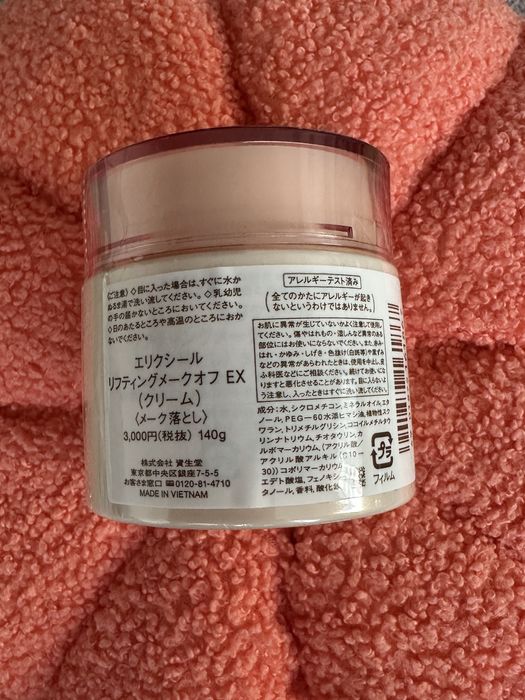 《ご注意》◇目に入った場合は、すぐに水か
ぬるま湯で洗い流してください。◇乳幼児
の手の届かないところにおいてください。
◇日のあたるところや高温のところにおか
ないでください。
エリクシール
リフティングメークオフ EX
(クリーム)
〈メーク落とし〉
3,000円(税抜) 140g
株式会社 資生堂
東京都中央区銀座7-5-5
お客さま窓口 0120-81-4710
MADE IN VIETNAM
アレルギーテスト済み
(全てのかたにアレルギーが起き
ないというわけではありません。)
お肌に異常が生じていないかよく注意して使用し
てください。傷やはれもの・湿しんなど異常のある
部位にはお使いにならないでください。また、赤み・
はれ・かゆみ・しげき・色抜け(白斑等)や黒ずみ
などの異常があらわれたときは、使用を中止し、皮
ふ科医などにご相談ください。続けてお使いにな
りますと悪化させることがあります。目に入らないよ
う注意し、入ったときはすぐに洗い流してください。
成分:水,シクロメチコン,ミネラルオイル,エタ
ノール,PEG-60水添ヒマシ油,植物性スク
ワラン,トリメチルグリシン,ココイルメチルタウ
リンナトリウム,チオタウリン,カ
ルボマーカリウム,(アクリル酸/
アクリル酸アルキル(C10-
30))コポリマーカリウム,
エデト酸塩,フェノキシエ
タノール,香料,酸化
プラ
フィルム